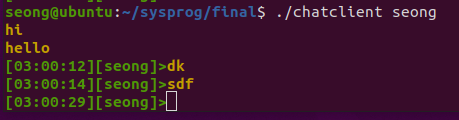 seong@ubuntu:~/sysprog/final$ ./chatclient seong
hi
hello
[03:00:12][seong]>dk
[03:00:14][seong]>sdf
[03:00:29][seong]>